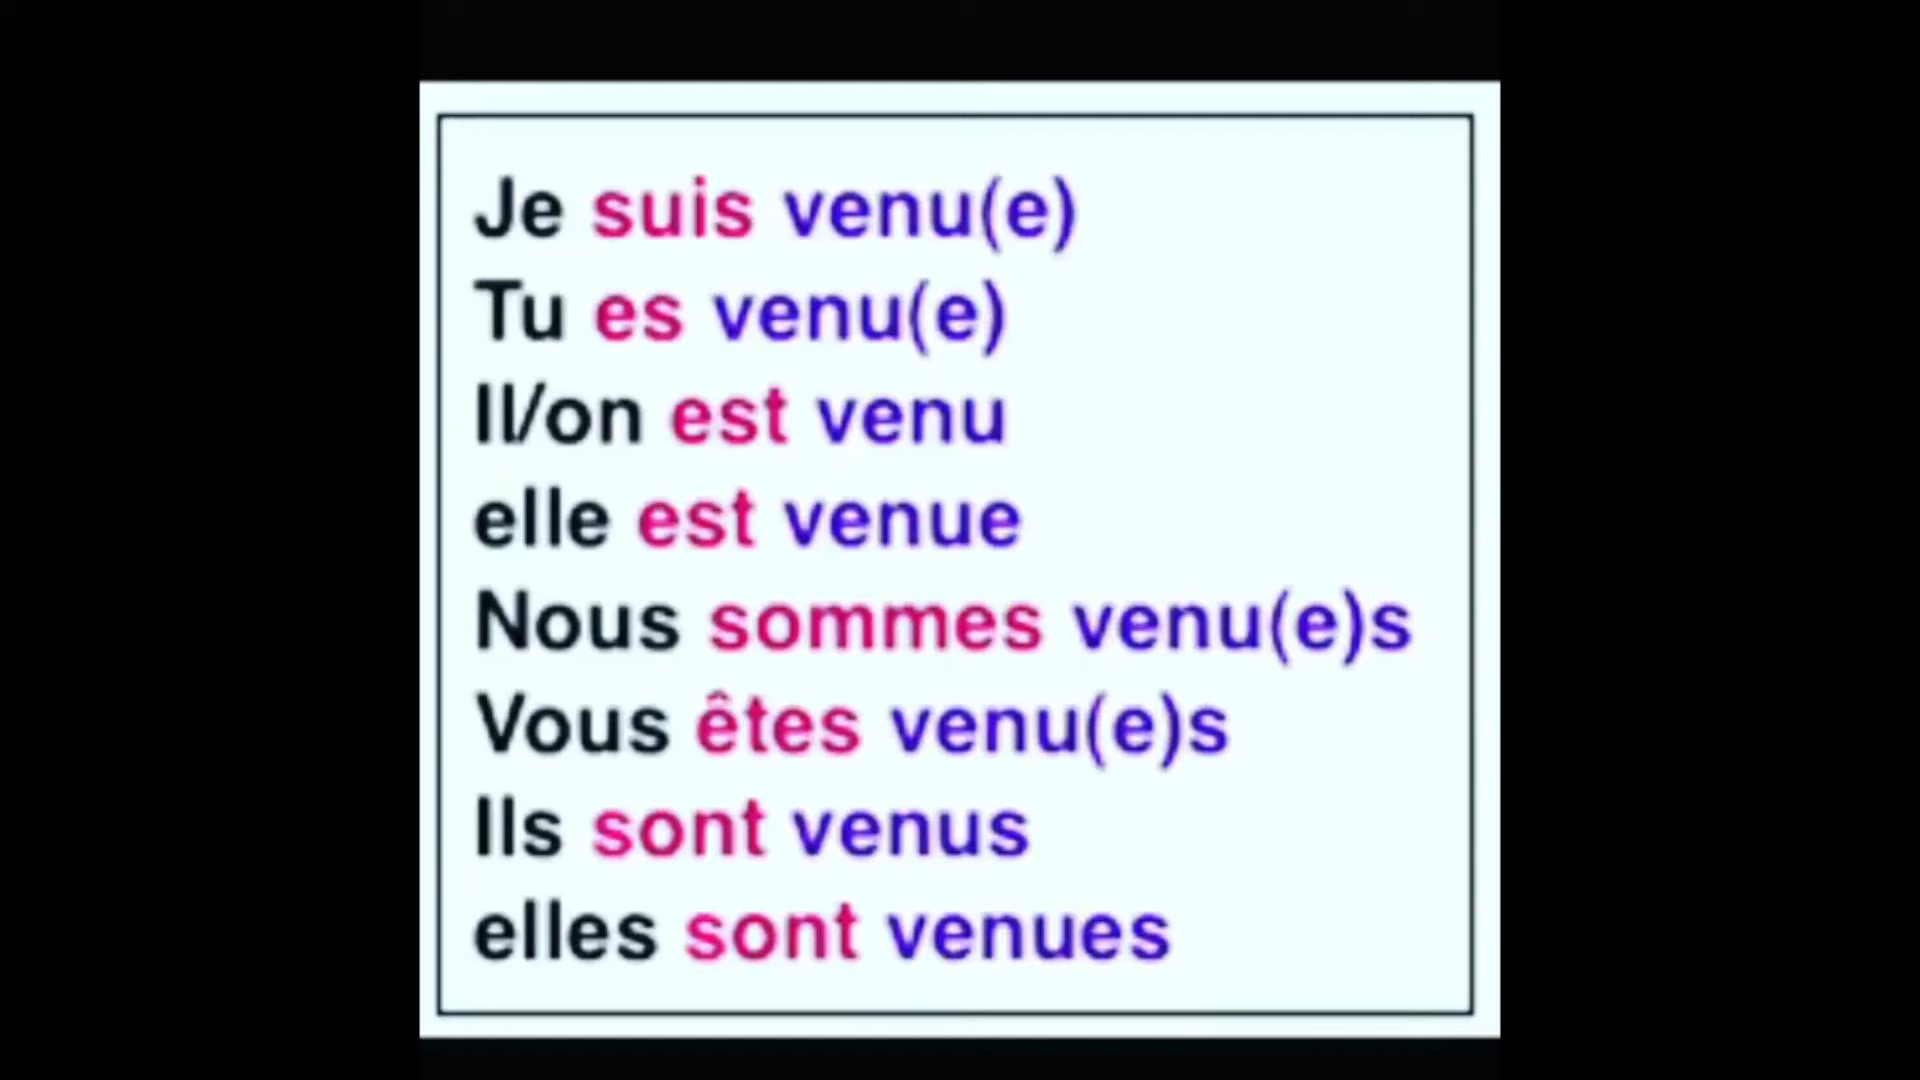 Je suis venu(e)
Tu es venu(e)
Il/on est venu
elle est venue
Nous sommes venu(e)s
Vous êtes venu(e)s
Ils sont venus
elles sont venues